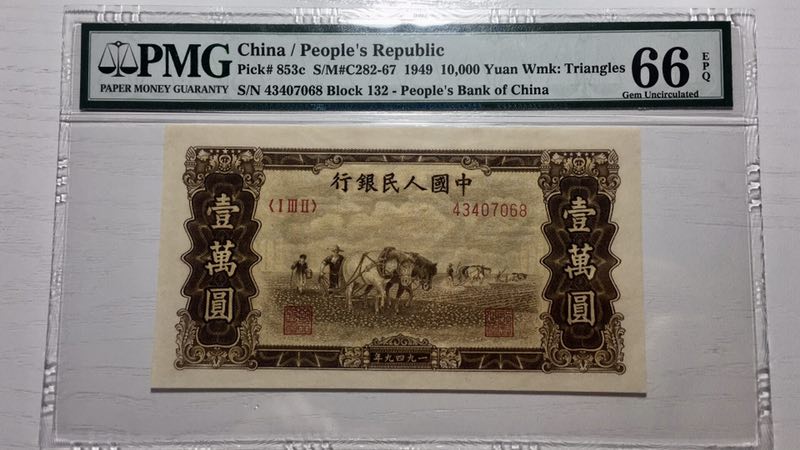 PMG
PAPER MONEY GUARANTY
China / People's Republic
Pick# 853c S/M#C282-67 1949 10,000 Yuan Wmk: Triangles
S/N 43407068 Block 132 - People's Bank of China
66 EPQ
Gem Uncirculated
行銀民人國中
〈I III II〉
43407068
壹萬圓
壹萬圓
年九四九一